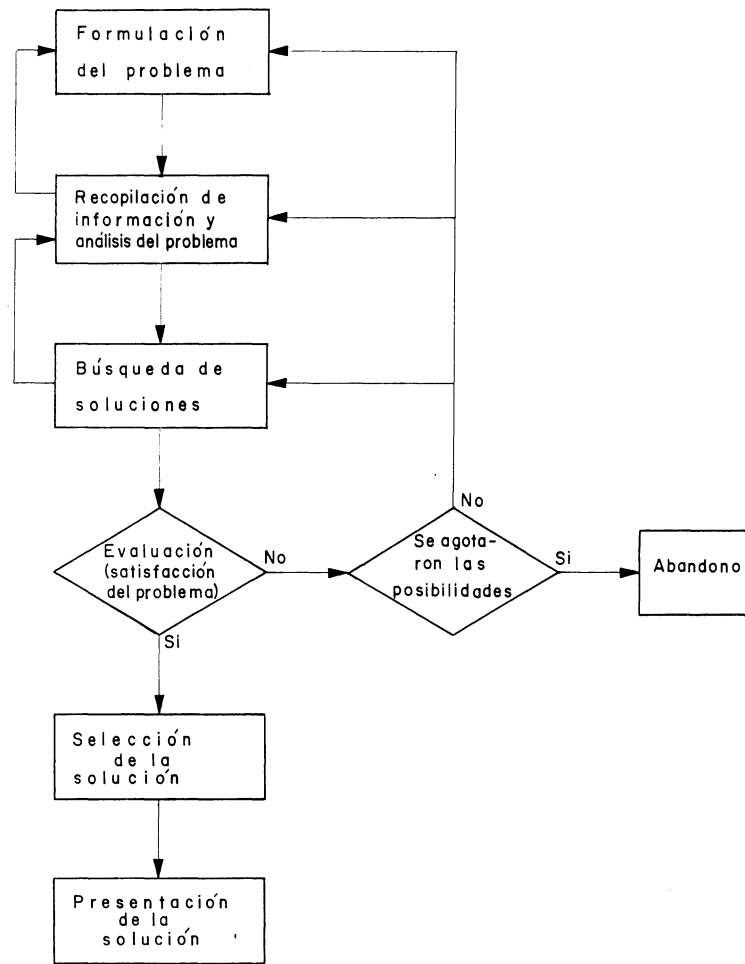 Formulación
del problema
Recopilación de
información y
análisis del problema
Búsqueda de
soluciones
Evaluación
(satisfacción
del problema)
No
Si
Se agota-
ron las
posibilidades
No
Si
Abandono
Selección
de la
solución
Presentación
de la
solución